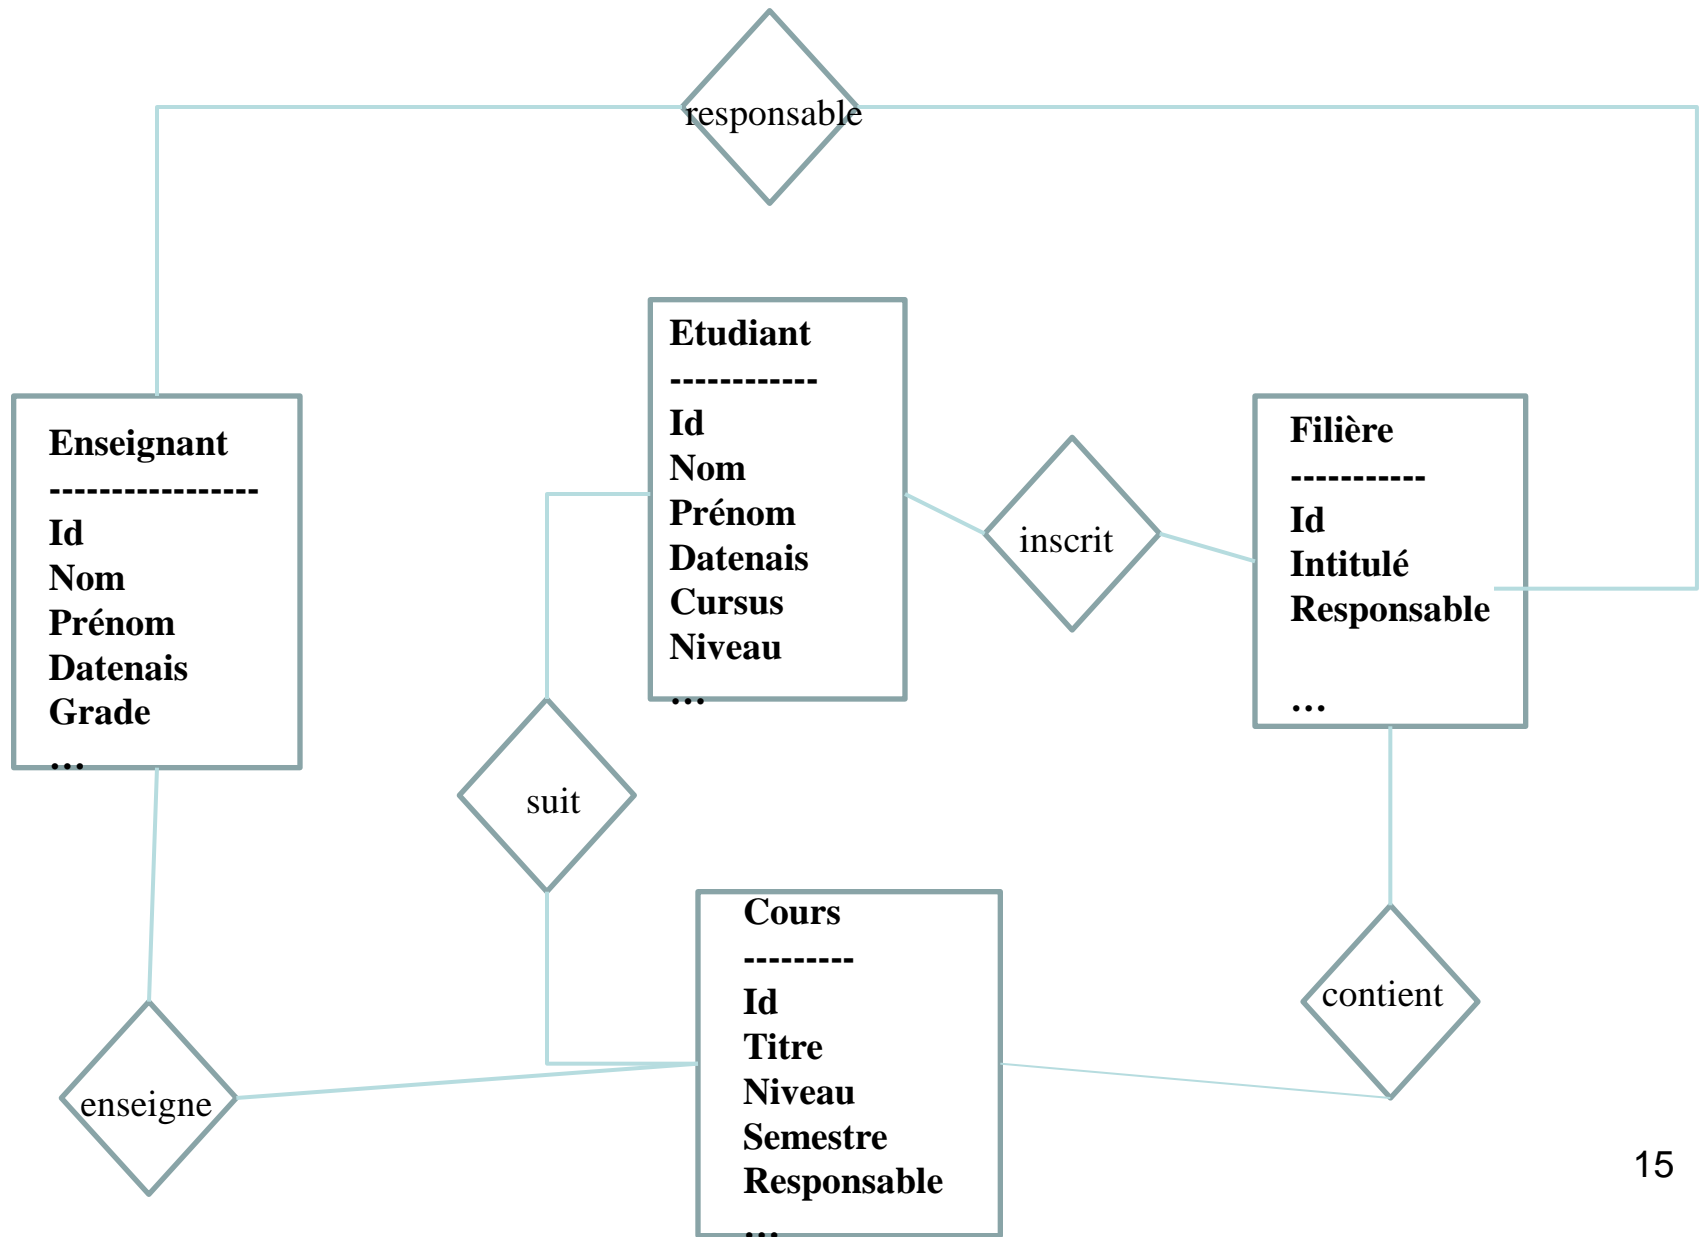 responsable
Enseignant
-----------------
Id
Nom
Prénom
Datenais
Grade
...
Etudiant
------------
Id
Nom
Prénom
Datenais
Cursus
Niveau
...
inscrit
Filière
-----------
Id
Intitulé
Responsable
...
suit
enseigne
Cours
---------
Id
Titre
Niveau
Semestre
Responsable
...
contient
15